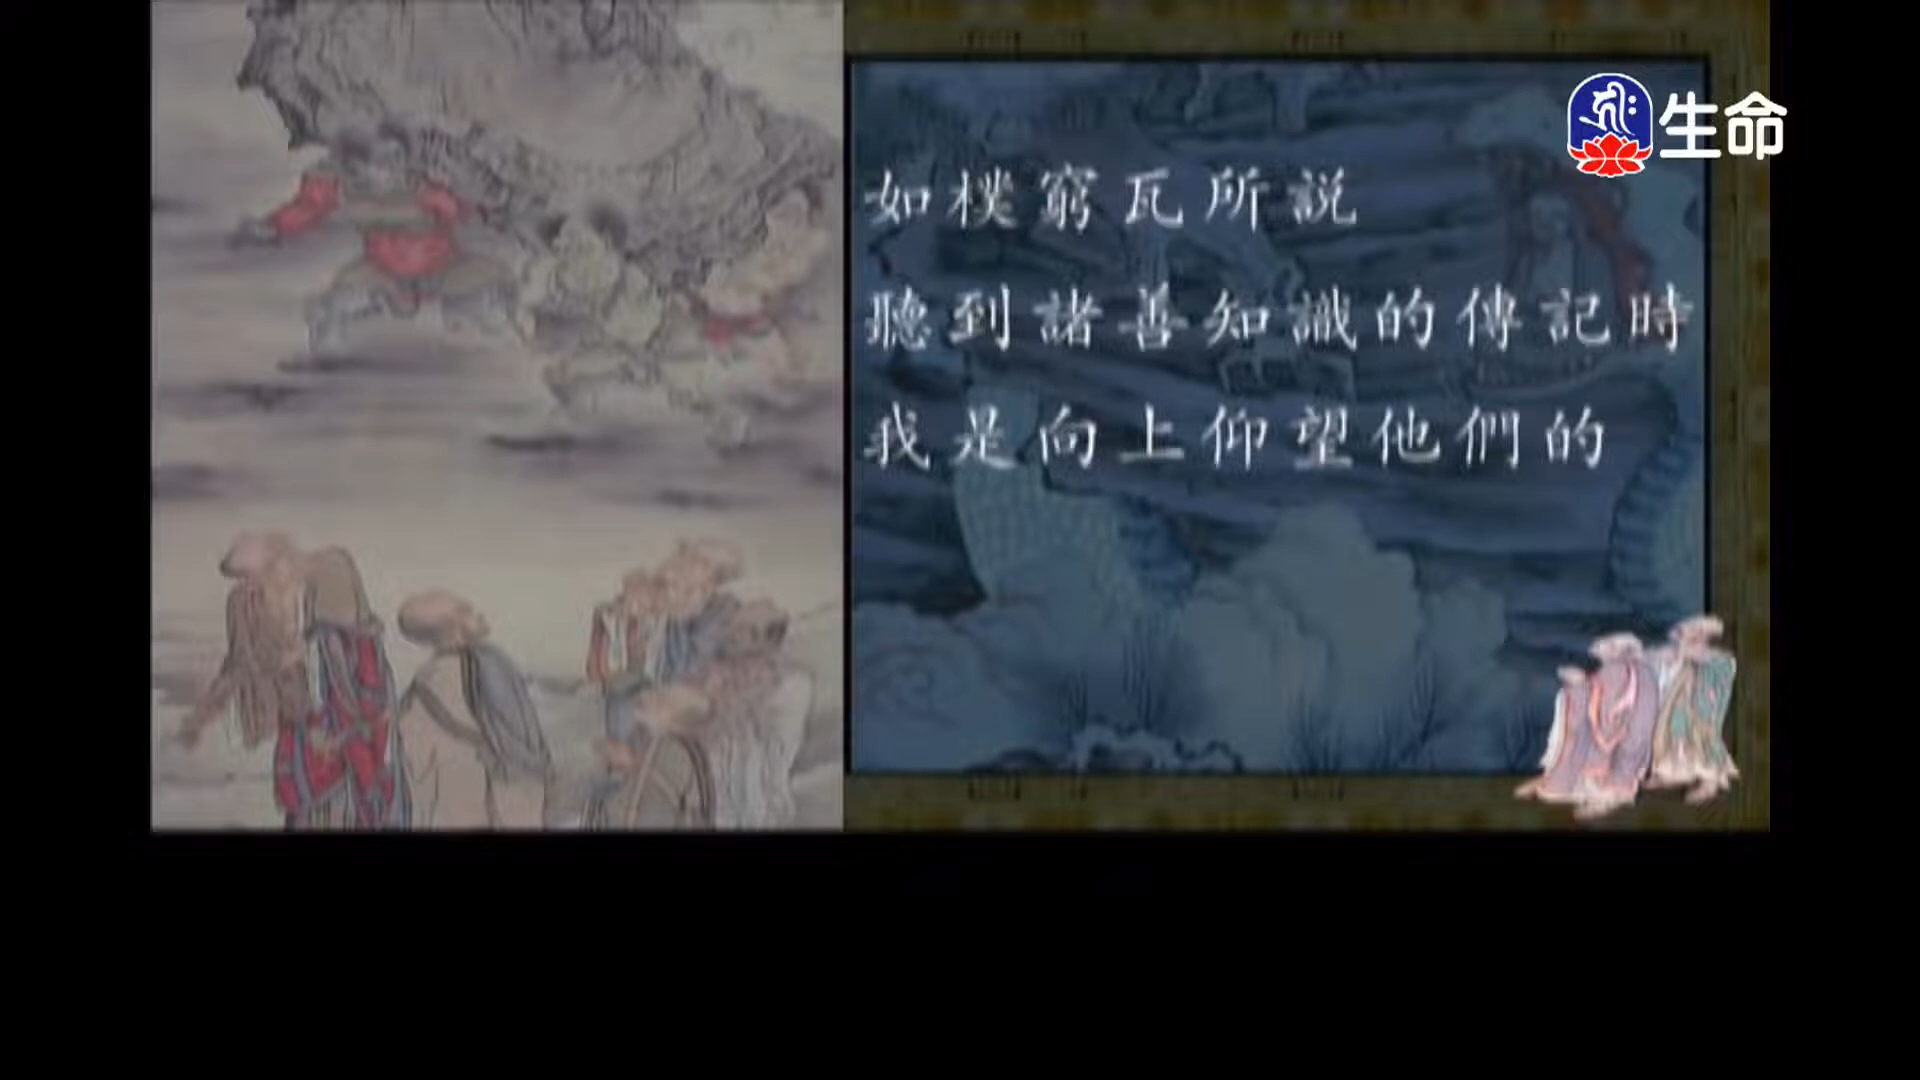 生命
如樸窮瓦所説
聽到諸善知識的傳記時
我是向上仰望他們的